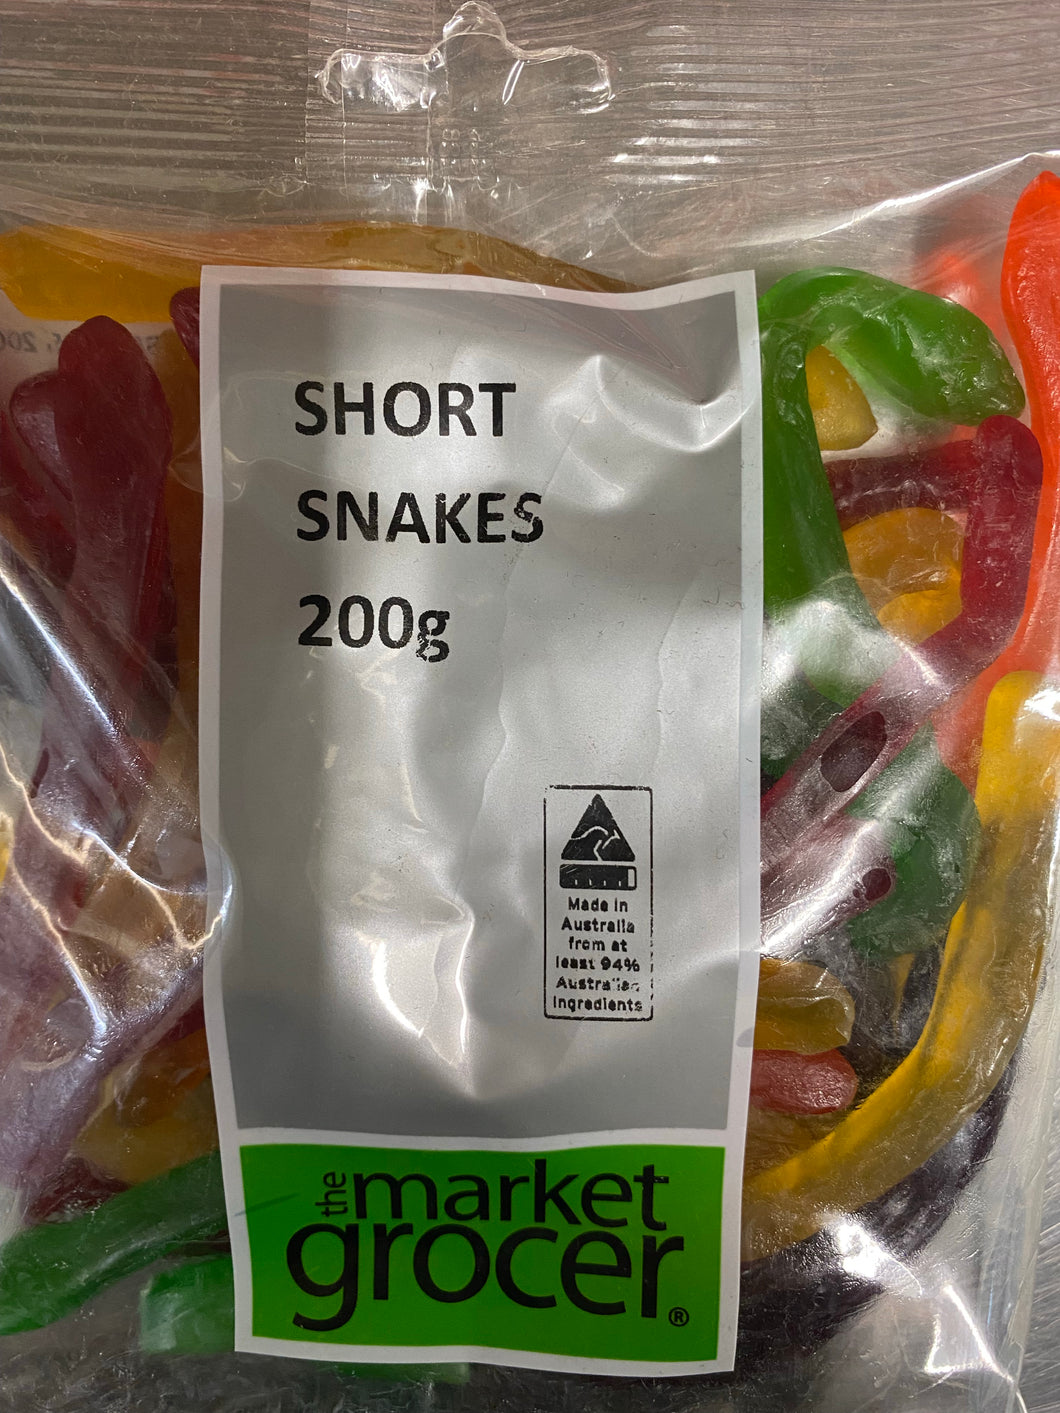 SHORT
SNAKES
200g
Made in
Australia
from at
least 94%
Australian
ingredients
the market
grocer®